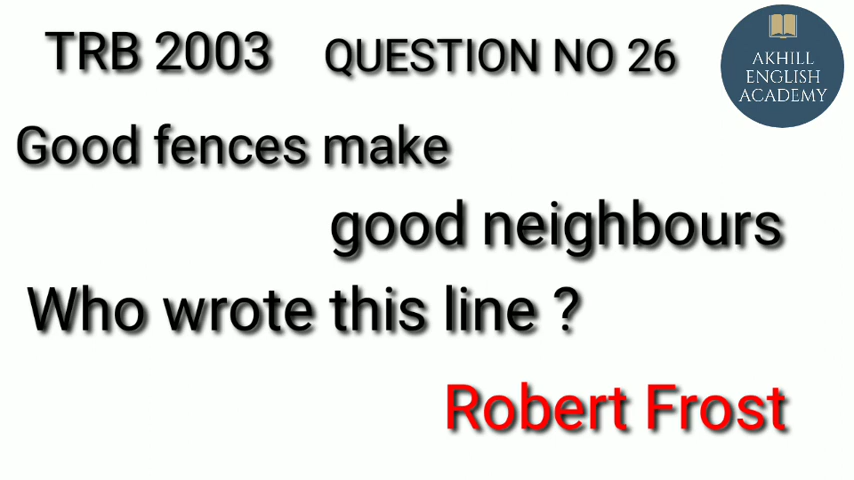 TRB 2003 QUESTION NO 26
AKHILL
ENGLISH
ACADEMY
Good fences make
good neighbours
Who wrote this line ?
Robert Frost